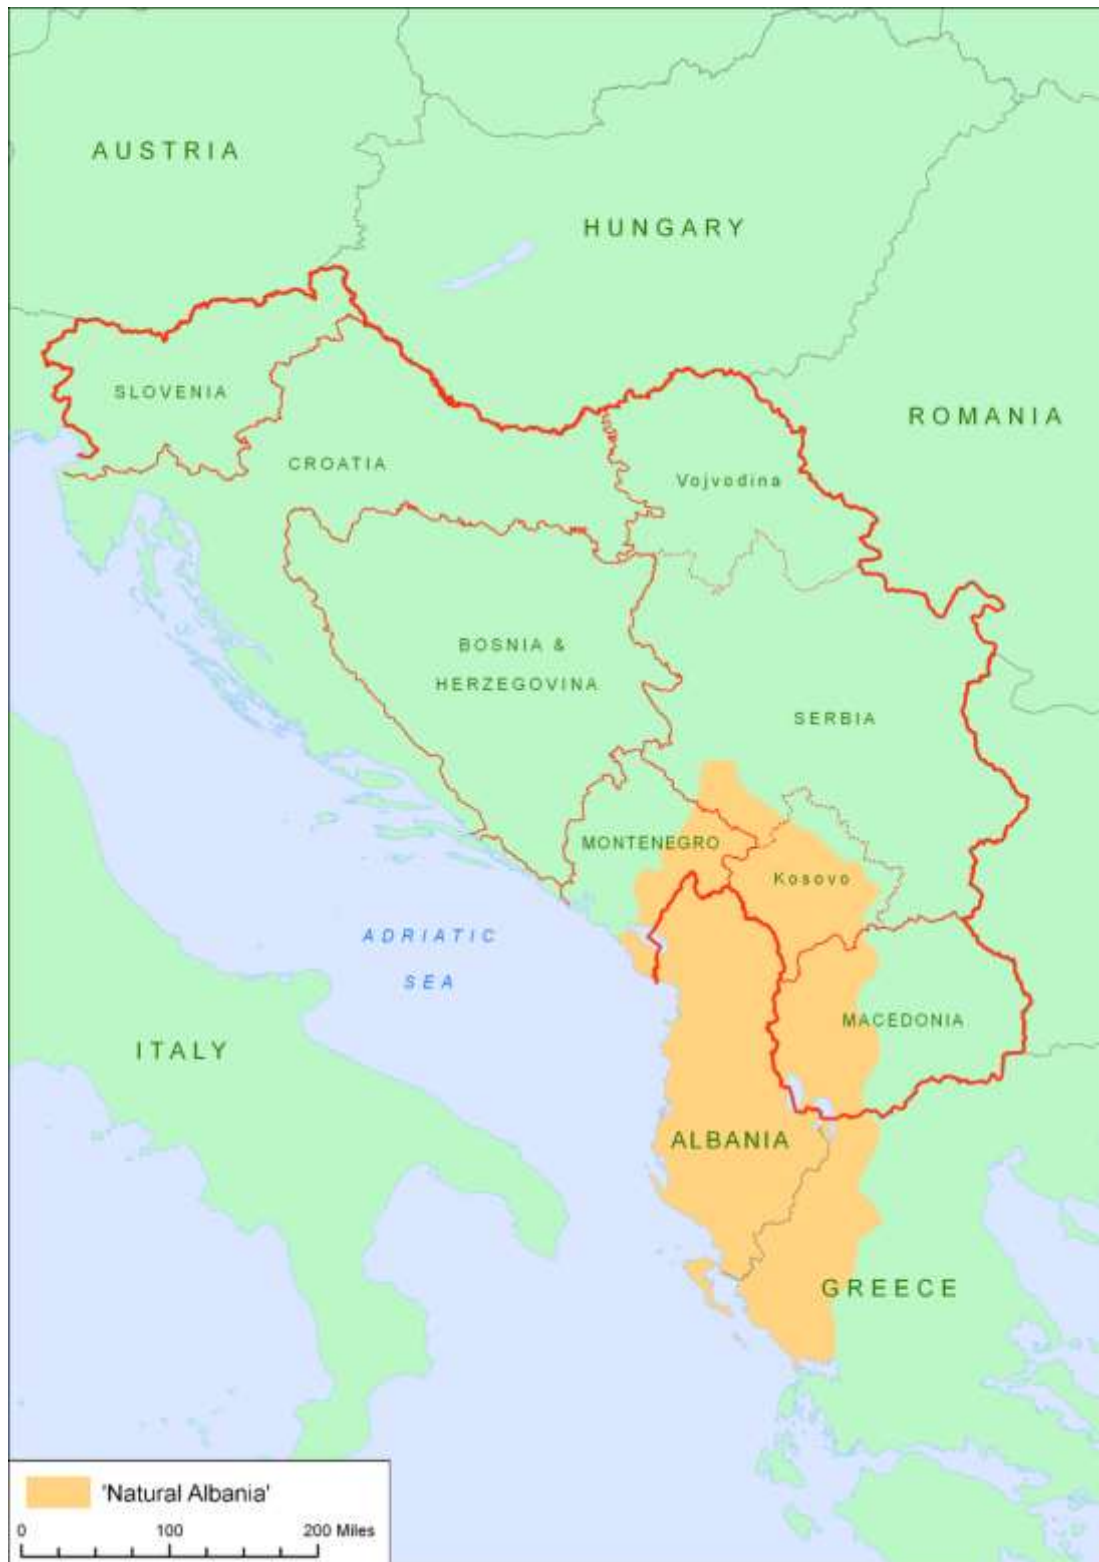 AUSTRIA
HUNGARY
SLOVENIA
ROMANIA
CROATIA
Vojvodina
BOSNIA &
HERZEGOVINA
SERBIA
MONTENEGRO
Kosovo
ADRIATIC
SEA
MACEDONIA
ITALY
ALBANIA
GREECE
'Natural Albania'
0 100 200 Miles